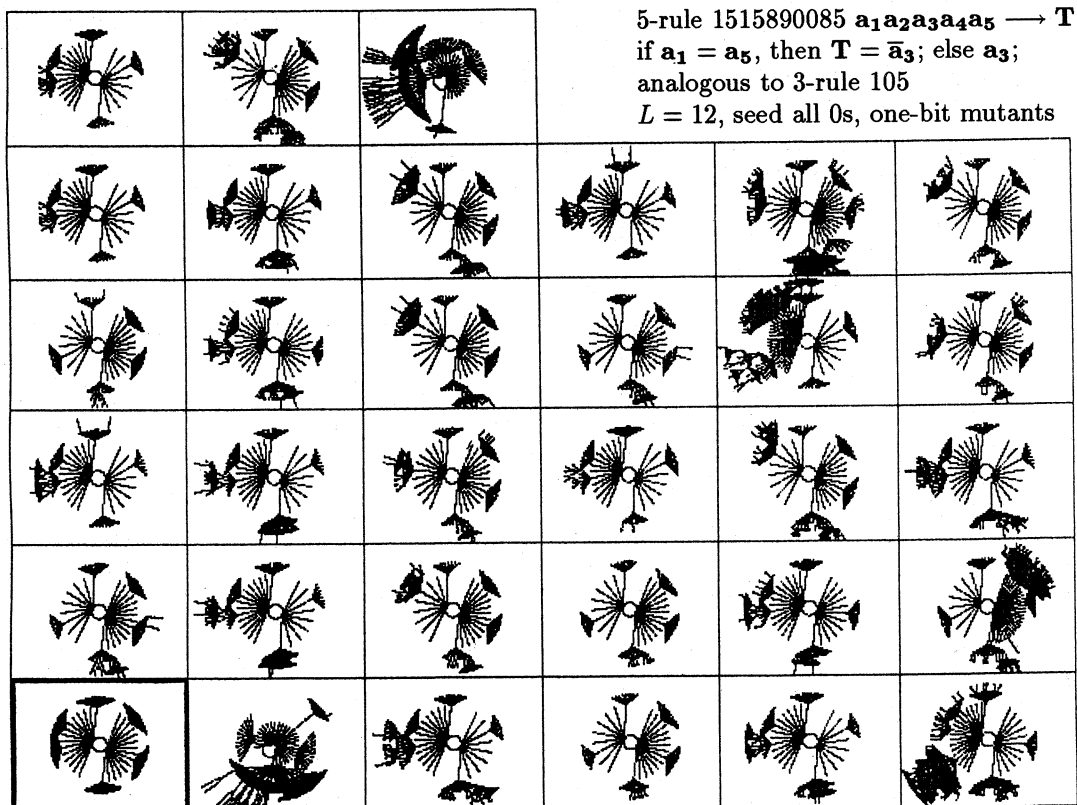 5-rule 1515890085 a₁a₂a₃a₄a₅ ⟶ T
if a₁ = a₅, then T = a̅₃; else a₃;
analogous to 3-rule 105
L = 12, seed all 0s, one-bit mutants